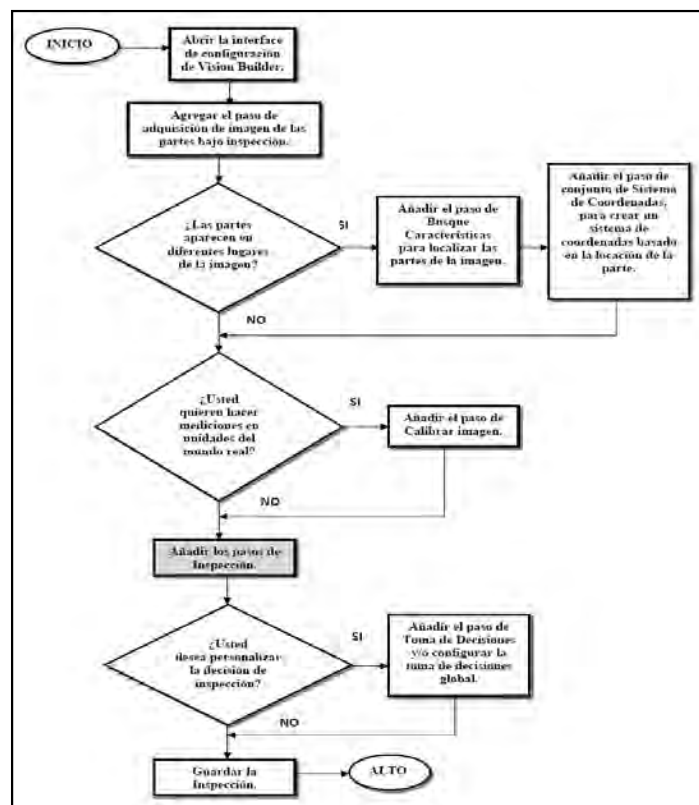 INICIO
Abrir la interface
de configuración
de Vision Builder.
Agregar el paso de
adquisición de imagen de las
partes bajo inspección.
¿Las partes
aparecen en
diferentes lugares
de la imagen?
SI
Añadir el paso de
Busque
Características
para localizar las
partes de la imagen.
Añadir el paso de
conjunto de Sistema
de Coordenadas,
para crear un
sistema de
coordenadas basado
en la locación de la
parte.
NO
¿Usted
quieren hacer
mediciones en
unidades del
mundo real?
SI
Añadir el paso de
Calibrar imagen.
NO
Añadir los pasos de
Inspección.
¿Usted
desea personalizar
la decisión de
inspección?
SI
Añadir el paso de
Toma de Decisiones
y/o configurar la
toma de decisiones
global.
NO
Guardar la
Inspección.
ALTO